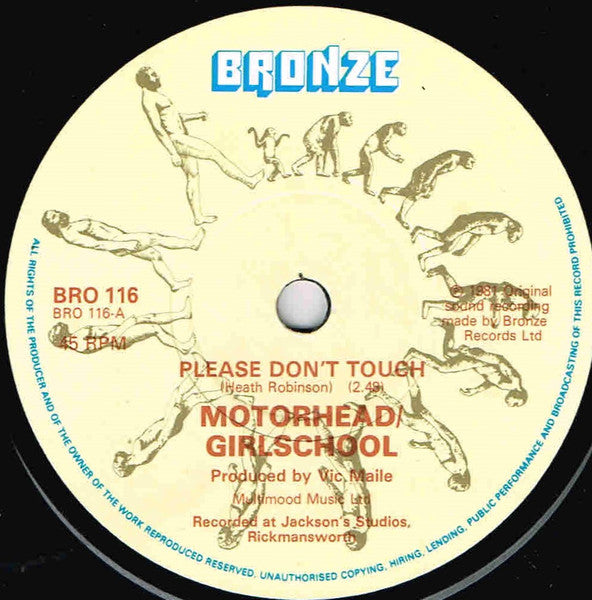 BRONZE
BRO 116
BRO 116-A
45 RPM
℗ 1981 Original
sound recording
made by Bronze
Records Ltd
PLEASE DON'T TOUCH
(Heath Robinson) (2.49)
MOTORHEAD/
GIRLSCHOOL
Produced by Vic Maile
Multimood Music Ltd
Recorded at Jackson's Studios,
Rickmansworth
ALL RIGHTS OF THE PRODUCER AND OF THE OWNER OF THE WORK REPRODUCED RESERVED. UNAUTHORISED COPYING, HIRING, LENDING, PUBLIC PERFORMANCE AND BROADCASTING OF THIS RECORD PROHIBITED